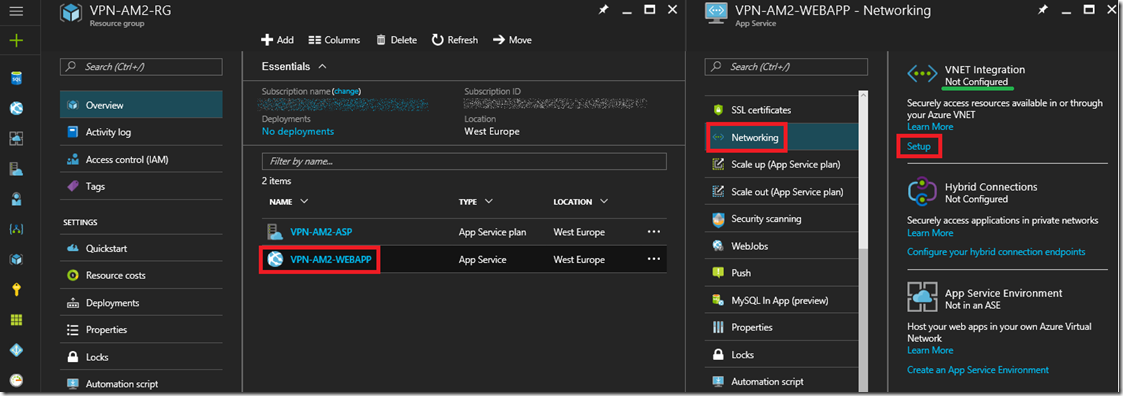 VPN-AM2-RG
Resource group
Search (Ctrl+/)
Overview
Activity log
Access control (IAM)
Tags
SETTINGS
Quickstart
Resource costs
Deployments
Properties
Locks
Automation script
Add
Columns
Delete
Refresh
Move
Essentials
Subscription name (change)
Subscription ID
Deployments
No deployments
Location
West Europe
Filter by name...
2 items
NAME TYPE LOCATION
VPN-AM2-ASP App Service plan West Europe
VPN-AM2-WEBAPP App Service West Europe
VPN-AM2-WEBAPP - Networking
App Service
Search (Ctrl+/)
SSL certificates
Networking
Scale up (App Service plan)
Scale out (App Service plan)
Security scanning
WebJobs
Push
MySQL In App (preview)
Properties
Locks
Automation script
VNET Integration
Not Configured
Securely access resources available in or through
your Azure VNET
Learn More
Setup
Hybrid Connections
Not Configured
Securely access applications in private networks
Learn More
Configure your hybrid connection endpoints
App Service Environment
Not in an ASE
Host your web apps in your own Azure Virtual
Network
Learn More
Create an App Service Environment